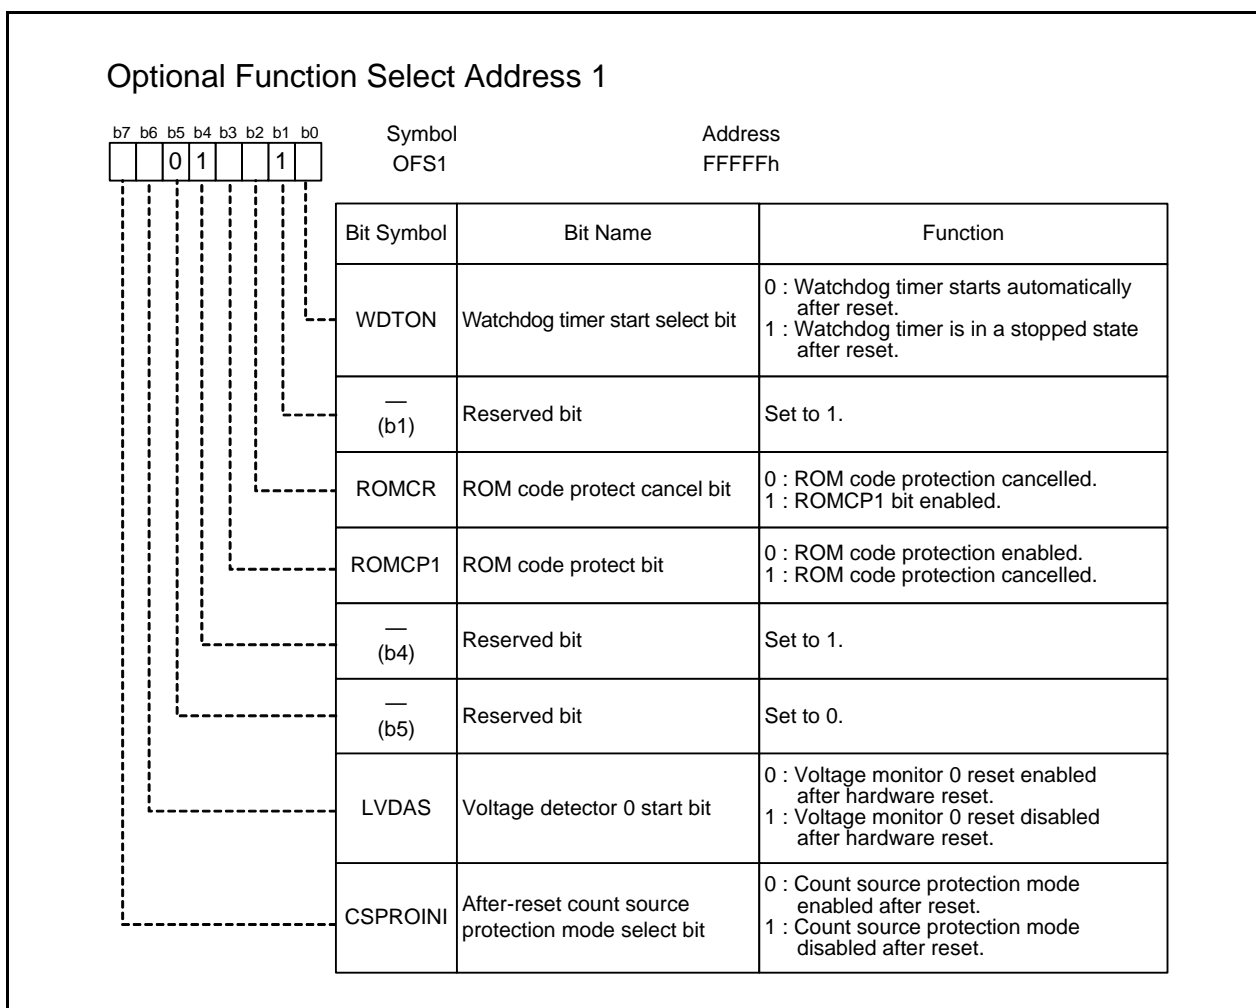 Optional Function Select Address 1
b7 b6 b5 b4 b3 b2 b1 b0
Symbol
Address
0 1 1
OFS1
FFFFFh
Bit Symbol
Bit Name
Function
WDTON
Watchdog timer start select bit
0 : Watchdog timer starts automatically
after reset.
1 : Watchdog timer is in a stopped state
after reset.
—
(b1)
Reserved bit
Set to 1.
ROMCR
ROM code protect cancel bit
0 : ROM code protection cancelled.
1 : ROMCP1 bit enabled.
ROMCP1
ROM code protect bit
0 : ROM code protection enabled.
1 : ROM code protection cancelled.
—
(b4)
Reserved bit
Set to 1.
—
(b5)
Reserved bit
Set to 0.
LVDAS
Voltage detector 0 start bit
0 : Voltage monitor 0 reset enabled
after hardware reset.
1 : Voltage monitor 0 reset disabled
after hardware reset.
CSPROINI
After-reset count source
protection mode select bit
0 : Count source protection mode
enabled after reset.
1 : Count source protection mode
disabled after reset.